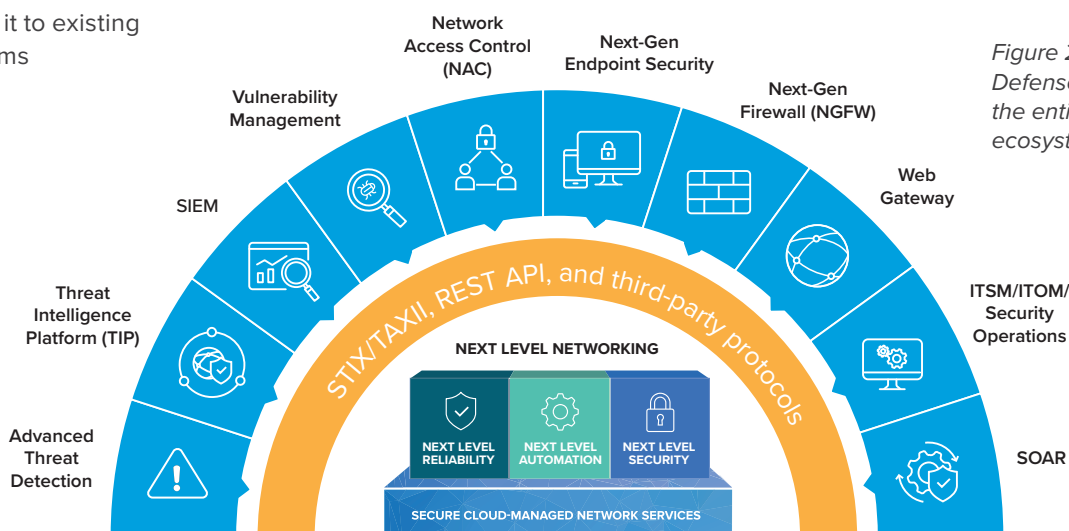 it to existing
Network
Access Control
(NAC)
Next-Gen
Endpoint Security
Next-Gen
Firewall (NGFW)
Vulnerability
Management
Web
Gateway
SIEM
Threat
Intelligence
Platform (TIP)
ITSM/ITOM/
Security
Operations
Advanced
Threat
Detection
SOAR
STIX/TAXII, REST API, and third-party protocols
NEXT LEVEL NETWORKING
NEXT LEVEL
RELIABILITY
NEXT LEVEL
AUTOMATION
NEXT LEVEL
SECURITY
SECURE CLOUD-MANAGED NETWORK SERVICES
Figure 2
Defense
the enti
ecosyst